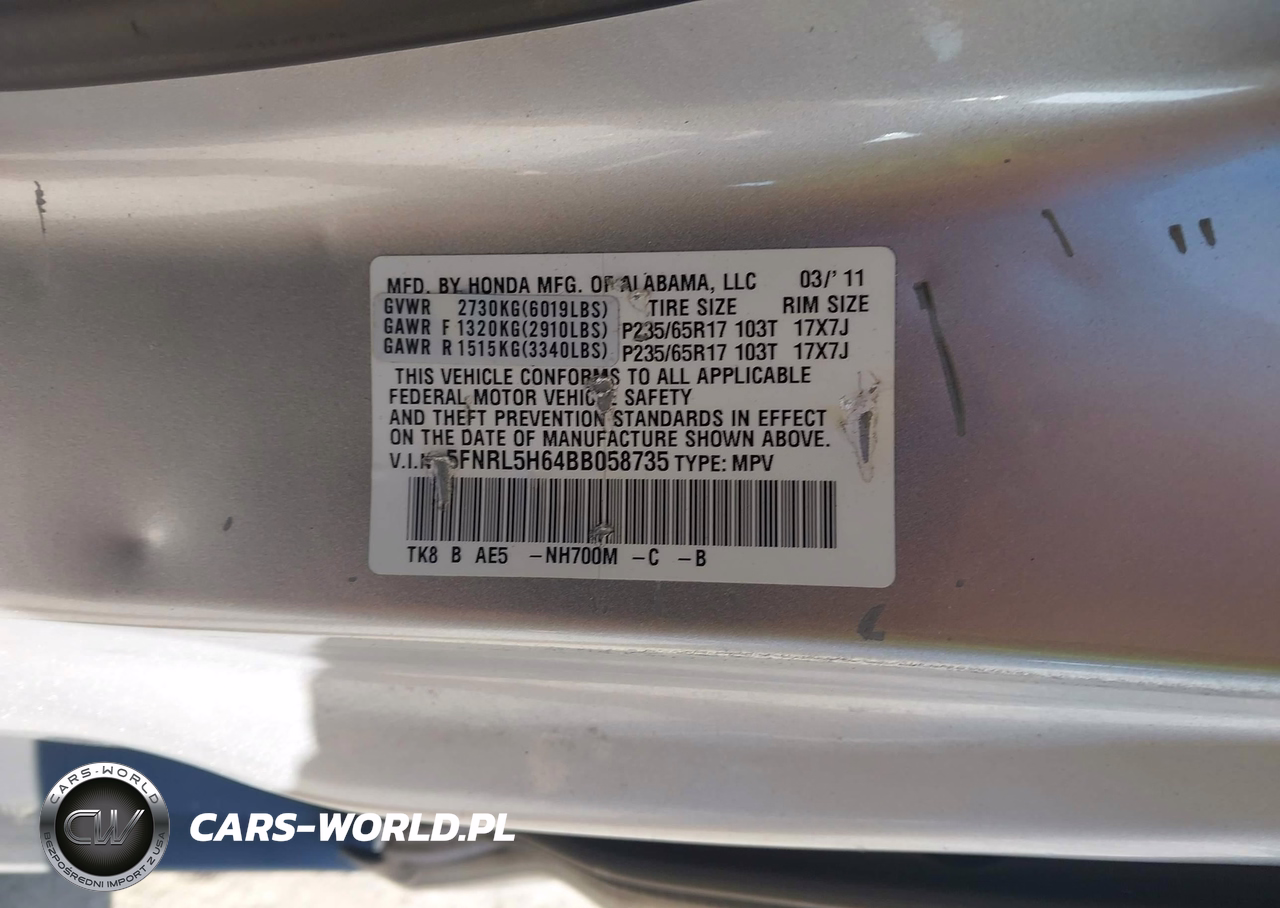 MFD. BY HONDA MFG. OF ALABAMA, LLC 03/'11
GVWR 2730KG(6019LBS) TIRE SIZE RIM SIZE
GAWR F 1320KG(2910LBS) P235/65R17 103T 17X7J
GAWR R 1515KG(3340LBS) P235/65R17 103T 17X7J
THIS VEHICLE CONFORMS TO ALL APPLICABLE
FEDERAL MOTOR VEHICLE SAFETY
AND THEFT PREVENTION STANDARDS IN EFFECT
ON THE DATE OF MANUFACTURE SHOWN ABOVE.
V.I.N. 5FNRL5H64BB058735 TYPE: MPV
TK8 B AE5 -NH700M -C -B
CARS-WORLD
CW
BEZPOŚREDNI IMPORT Z USA
CARS-WORLD.PL